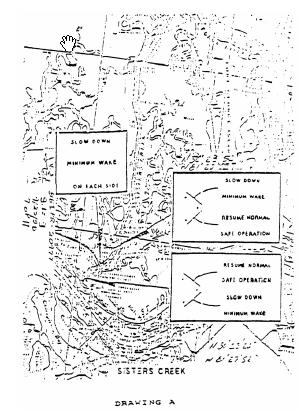 SLOW DOWN
MINIMUM WAKE
ON EACH SIDE
SLOW DOWN
MINIMUM WAKE
RESUME NORMAL
SAFE OPERATION
RESUME NORMAL
SAFE OPERATION
SLOW DOWN
MINIMUM WAKE
SISTERS CREEK
DRAWING A